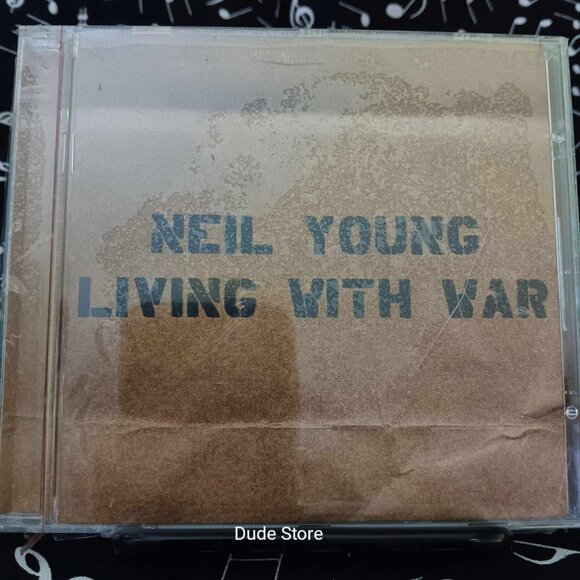 NEIL YOUNG
LIVING WITH WAR
Dude Store